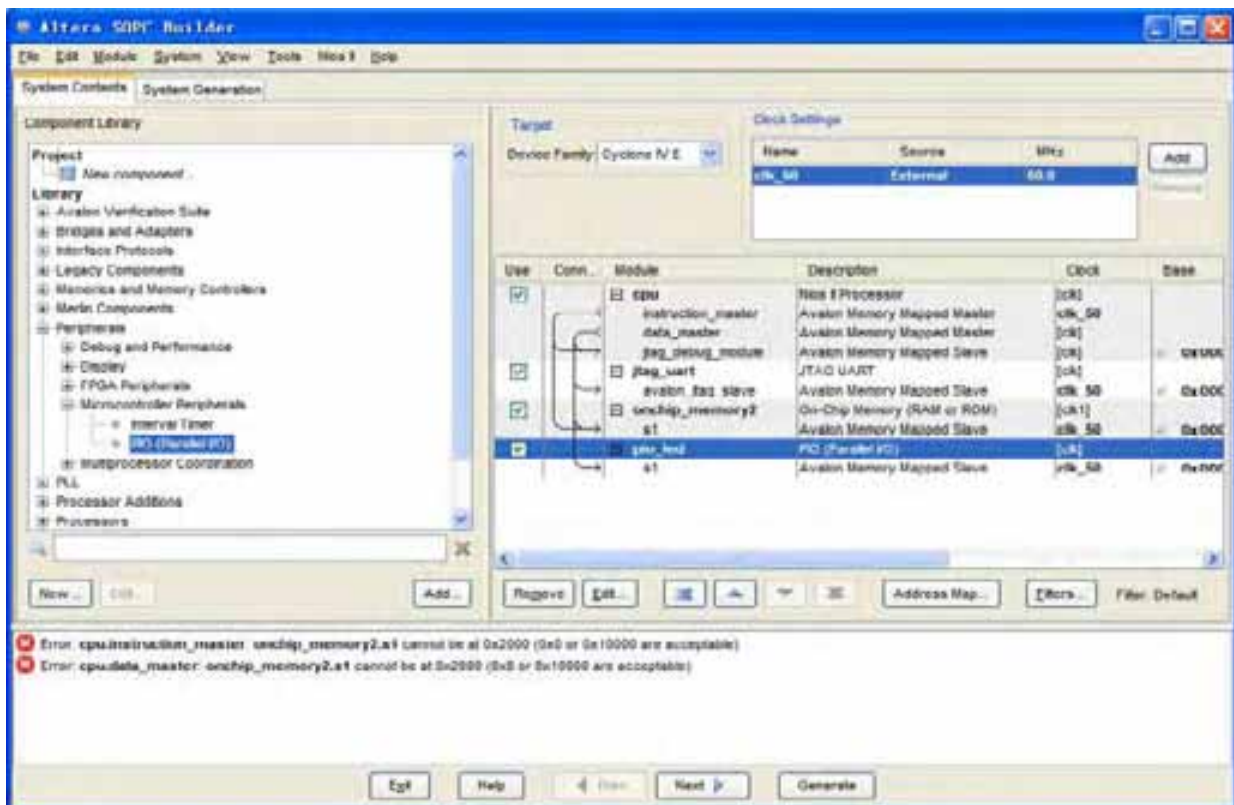 Altera SOPC Builder
File Edit Module System View Tools Nios II Help
System Contents System Generation
Component Library
Project
New component...
Library
Avalon Verification Suite
Bridges and Adapters
Interface Protocols
Legacy Components
Memories and Memory Controllers
Merlin Components
Peripherals
Debug and Performance
Display
FPGA Peripherals
Microcontroller Peripherals
Interval Timer
PIO (Parallel I/O)
Multiprocessor Coordination
PLL
Processor Additions
Processors
New... Edit... Add...
Target
Device Family: Cyclone IV E
Clock Settings
Name Source MHz
clk_50 External 50.0
Add
Remove
Use Conn... Module Description Clock Base
cpu Nios II Processor [clk]
instruction_master Avalon Memory Mapped Master clk_50
data_master Avalon Memory Mapped Master [clk]
jtag_debug_module Avalon Memory Mapped Slave [clk] 0x000
jtag_uart JTAG UART [clk]
avalon_jtag_slave Avalon Memory Mapped Slave clk_50 0x000
onchip_memory2 On-Chip Memory (RAM or ROM) [clk1]
s1 Avalon Memory Mapped Slave clk_50 0x000
PIO (Parallel I/O) [clk]
s1 Avalon Memory Mapped Slave clk_50 0x000
Remove Edit... Address Map... Filters... Filter: Default
Error: cpu.instruction_master: onchip_memory2.s1 cannot be at 0x2000 (0x0 or 0x10000 are acceptable)
Error: cpu.data_master: onchip_memory2.s1 cannot be at 0x2000 (0x0 or 0x10000 are acceptable)
Exit Help Prev Next Generate